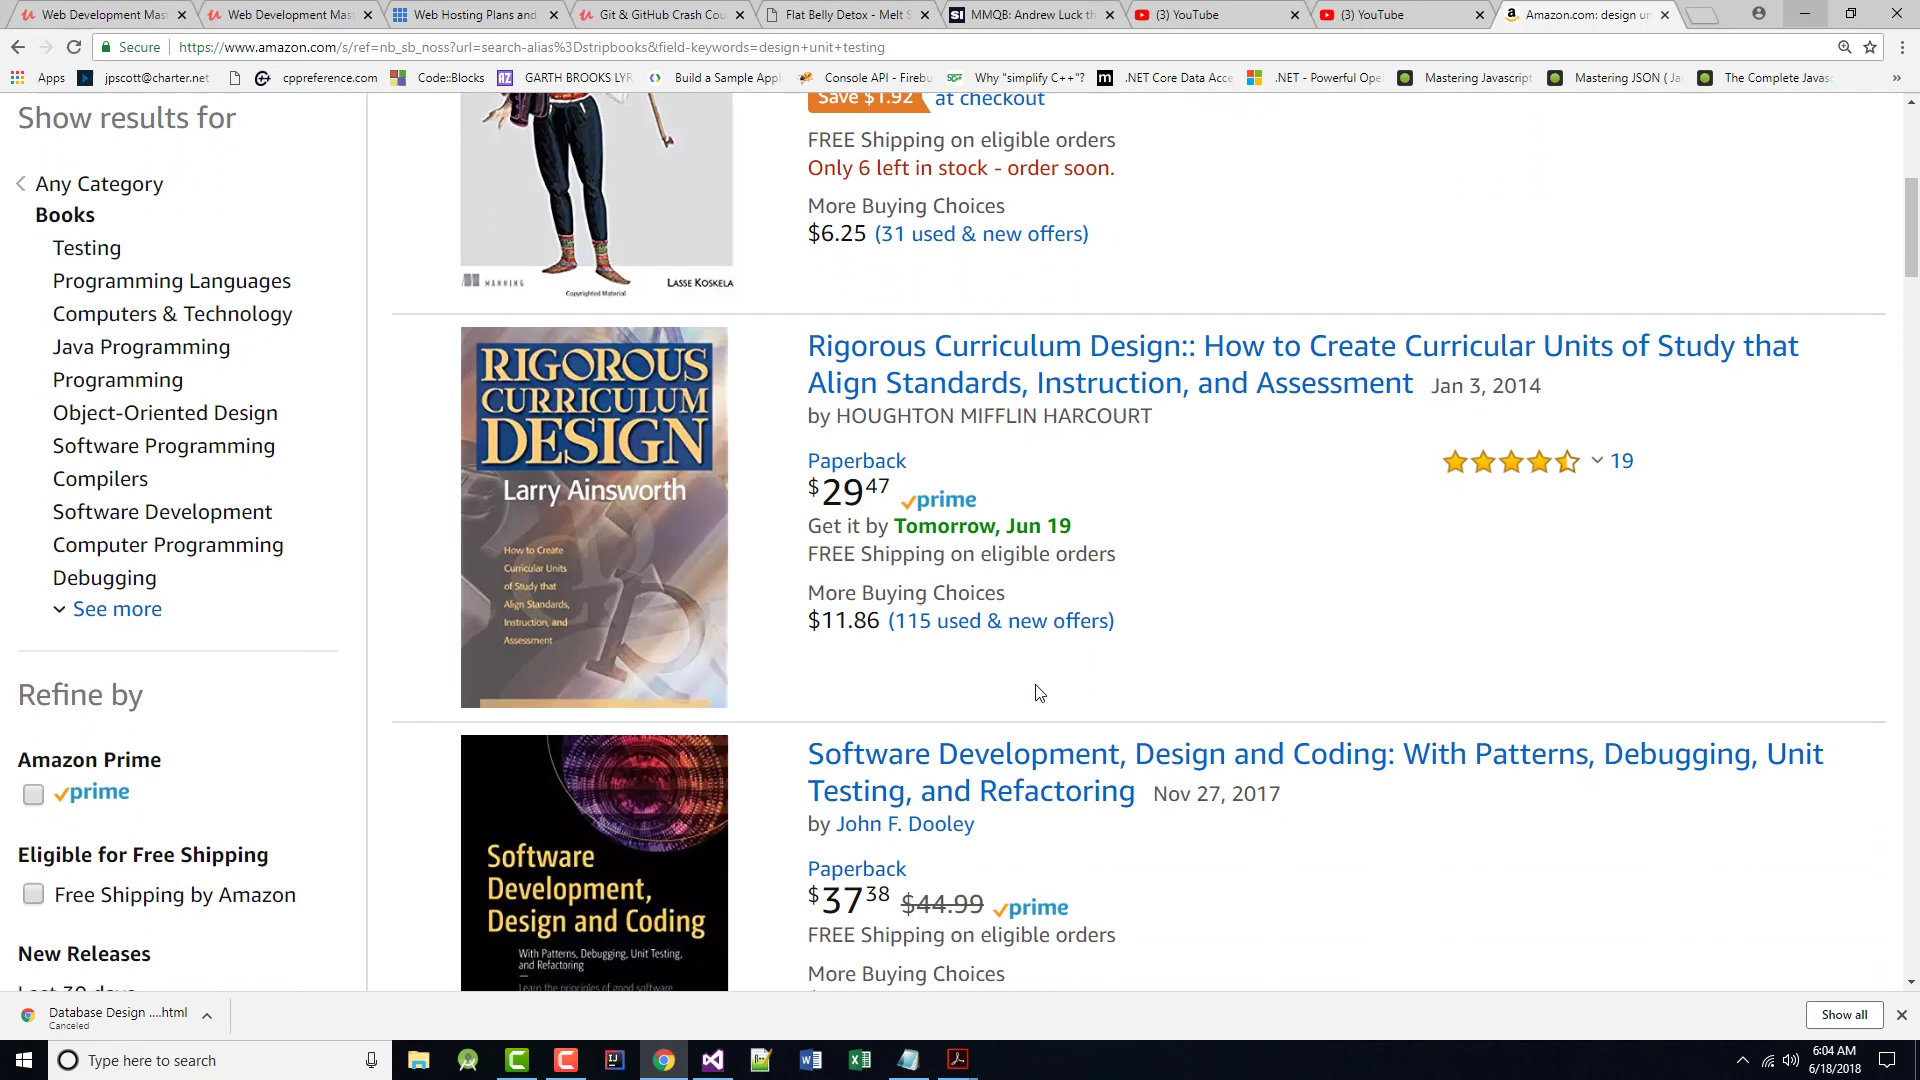 Web Development Mas
Web Development Mas
Web Hosting Plans and
Git & GitHub Crash Cou
Flat Belly Detox - Melt
MMQB: Andrew Luck th
(3) YouTube
(3) YouTube
Amazon.com: design un
Secure
https://www.amazon.com/s/ref=nb_sb_noss?url=search-alias%3Dstripbooks&field-keywords=design+unit+testing
Apps
jpscott@charter.net
cppreference.com
Code::Blocks
GARTH BROOKS LYR
Build a Sample Appl
Console API - Firebu
Why "simplify C++"?
.NET Core Data Acce
.NET - Powerful Ope
Mastering Javascript
Mastering JSON ( Ja
The Complete Javasc
Show results for
Any Category
Books
Testing
Programming Languages
Computers & Technology
Java Programming
Programming
Object-Oriented Design
Software Programming
Compilers
Software Development
Computer Programming
Debugging
See more
Refine by
Amazon Prime
prime
Eligible for Free Shipping
Free Shipping by Amazon
New Releases
Last 30 days
MANNING
LASSE KOSKELA
Copyrighted Material
Save $1.92 at checkout
FREE Shipping on eligible orders
Only 6 left in stock - order soon.
More Buying Choices
$6.25 (31 used & new offers)
RIGOROUS
CURRICULUM
DESIGN
Larry Ainsworth
How to Create
Curricular Units
of Study that
Align Standards,
Instruction, and
Assessment
Rigorous Curriculum Design:: How to Create Curricular Units of Study that
Align Standards, Instruction, and Assessment Jan 3, 2014
by HOUGHTON MIFFLIN HARCOURT
Paperback
$29 47 prime
19
Get it by Tomorrow, Jun 19
FREE Shipping on eligible orders
More Buying Choices
$11.86 (115 used & new offers)
Software
Development,
Design and Coding
With Patterns, Debugging, Unit Testing,
and Refactoring
Learn the principles of good software
Software Development, Design and Coding: With Patterns, Debugging, Unit
Testing, and Refactoring Nov 27, 2017
by John F. Dooley
Paperback
$37 38 $44.99 prime
FREE Shipping on eligible orders
More Buying Choices
Database Design ....html
Canceled
Show all
Type here to search
6:04 AM
6/18/2018